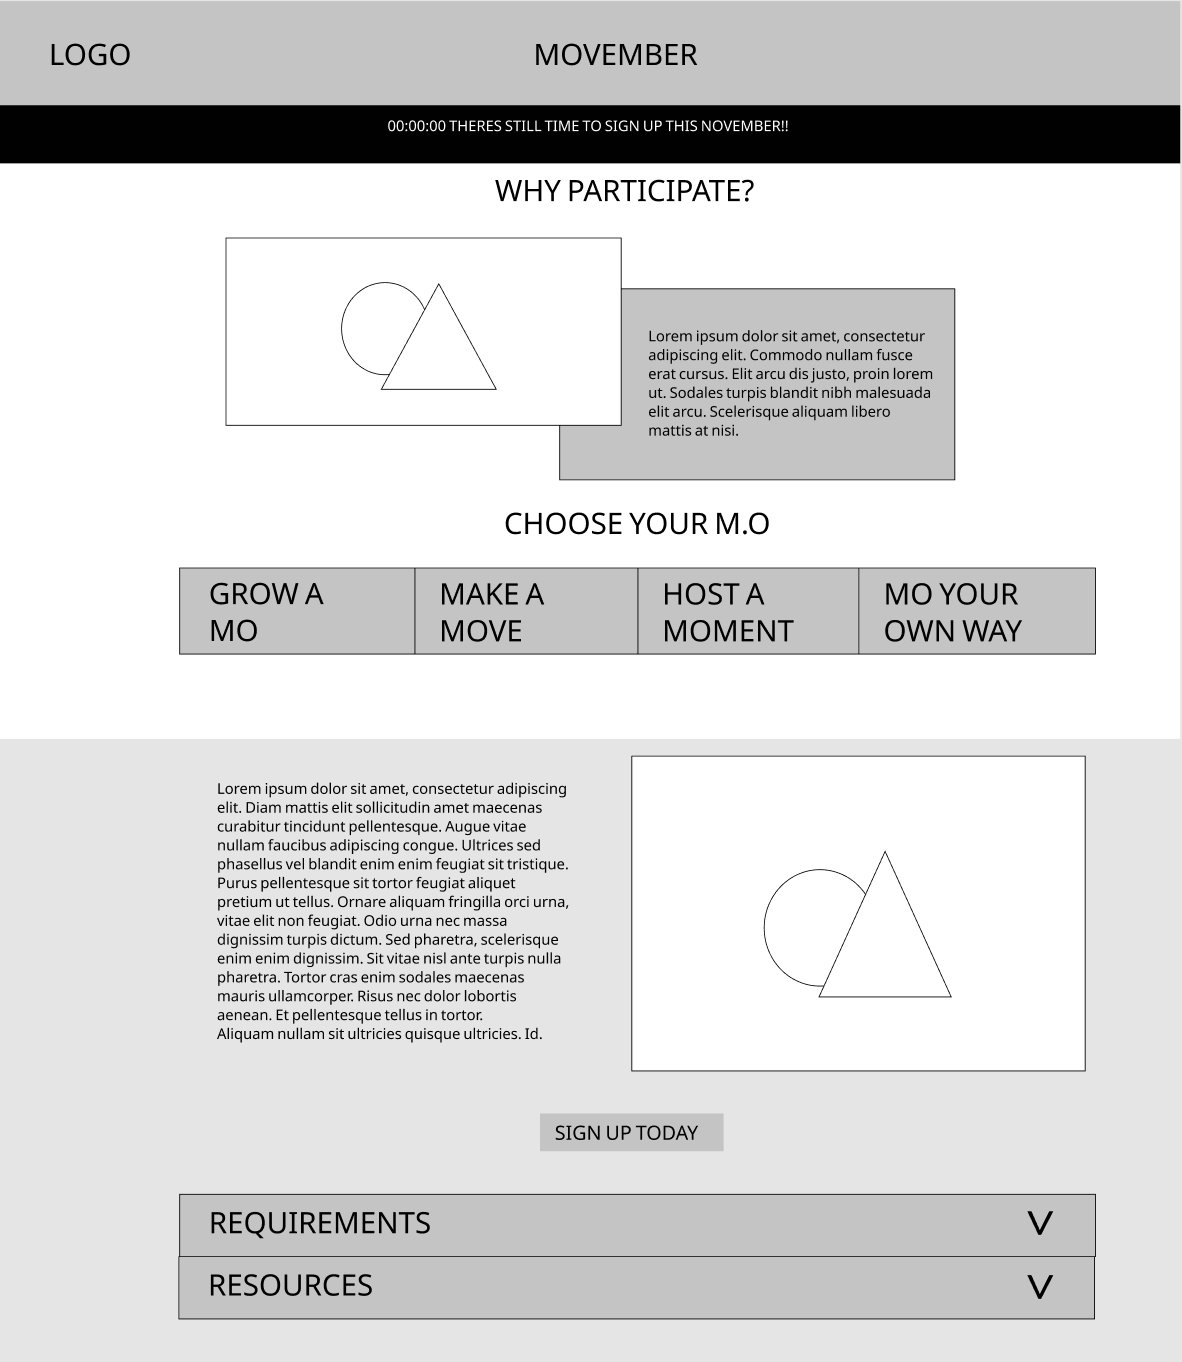 LOGO
MOVEMBER
00:00:00 THERES STILL TIME TO SIGN UP THIS NOVEMBER!!
WHY PARTICIPATE?
Lorem ipsum dolor sit amet, consectetur
adipiscing elit. Commodo nullam fusce
erat cursus. Elit arcu dis justo, proin lorem
ut. Sodales turpis blandit nibh malesuada
elit arcu. Scelerisque aliquam libero
mattis at nisi.
CHOOSE YOUR M.O
GROW A
MO
MAKE A
MOVE
HOST A
MOMENT
MO YOUR
OWN WAY
Lorem ipsum dolor sit amet, consectetur adipiscing
elit. Diam mattis elit sollicitudin amet maecenas
curabitur tincidunt pellentesque. Augue vitae
nullam faucibus adipiscing congue. Ultrices sed
phasellus vel blandit enim enim feugiat sit tristique.
Purus pellentesque sit tortor feugiat aliquet
pretium ut tellus. Ornare aliquam fringilla orci urna,
vitae elit non feugiat. Odio urna nec massa
dignissim turpis dictum. Sed pharetra, scelerisque
enim enim dignissim. Sit vitae nisl ante turpis nulla
pharetra. Tortor cras enim sodales maecenas
mauris ullamcorper. Risus nec dolor lobortis
aenean. Et pellentesque tellus in tortor.
Aliquam nullam sit ultricies quisque ultricies. Id.
SIGN UP TODAY
REQUIREMENTS V
RESOURCES V